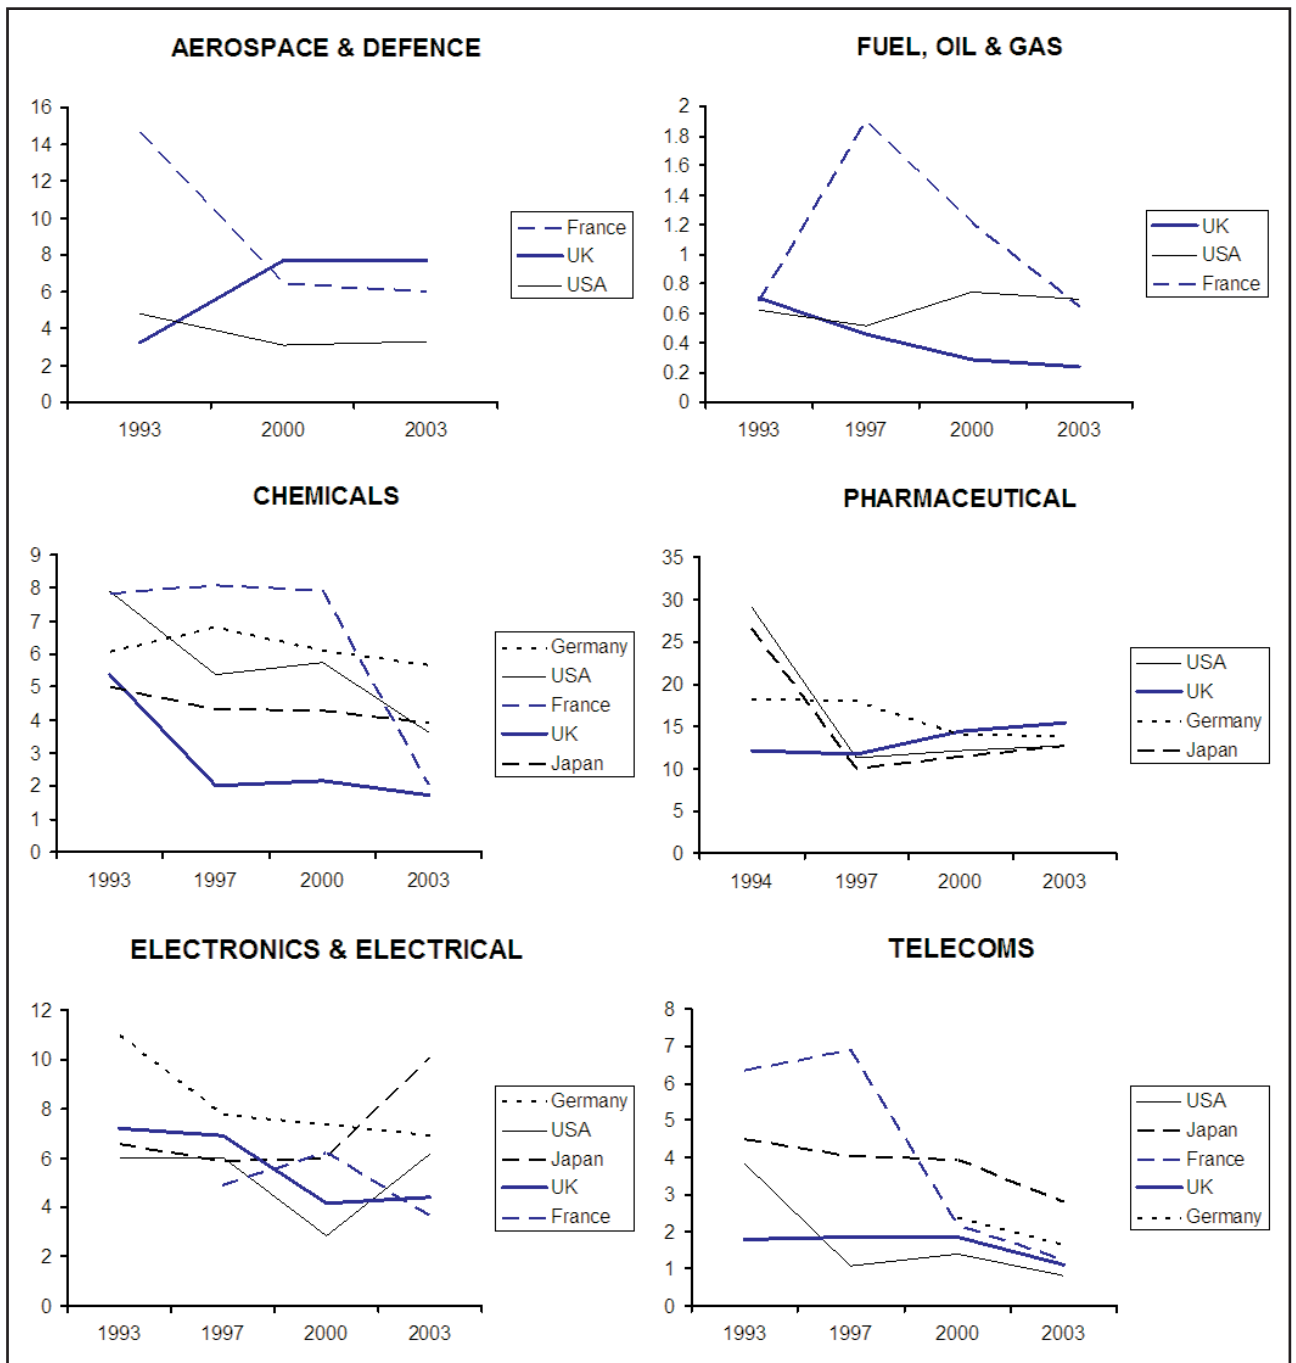 AEROSPACE & DEFENCE
16
14
12
10
8
6
4
2
0
1993 2000 2003
France
UK
USA
FUEL, OIL & GAS
2
1.8
1.6
1.4
1.2
1
0.8
0.6
0.4
0.2
0
1993 1997 2000 2003
UK
USA
France
CHEMICALS
9
8
7
6
5
4
3
2
1
0
1993 1997 2000 2003
Germany
USA
France
UK
Japan
PHARMACEUTICAL
35
30
25
20
15
10
5
0
1994 1997 2000 2003
USA
UK
Germany
Japan
ELECTRONICS & ELECTRICAL
12
10
8
6
4
2
0
1993 1997 2000 2003
Germany
USA
Japan
UK
France
TELECOMS
8
7
6
5
4
3
2
1
0
1993 1997 2000 2003
USA
Japan
France
UK
Germany